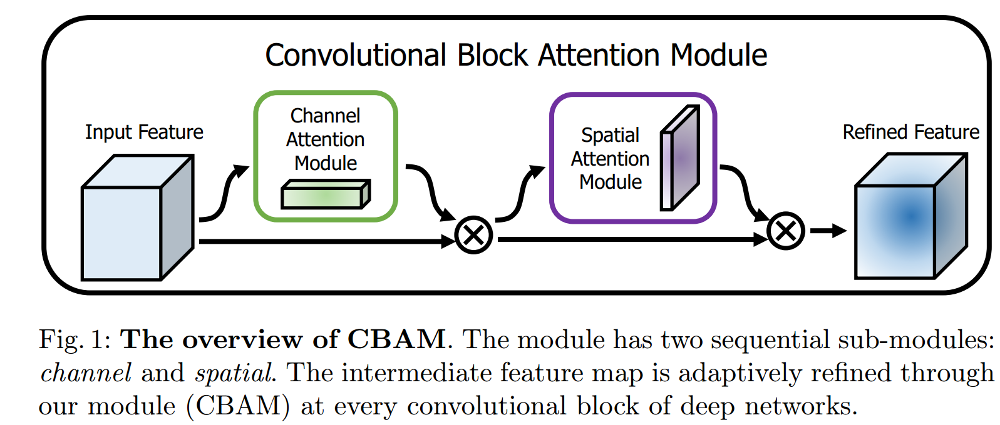 Convolutional Block Attention Module
Input Feature
Channel
Attention
Module
Spatial
Attention
Module
Refined Feature
Fig. 1: The overview of CBAM. The module has two sequential sub-modules:
channel and spatial. The intermediate feature map is adaptively refined through
our module (CBAM) at every convolutional block of deep networks.